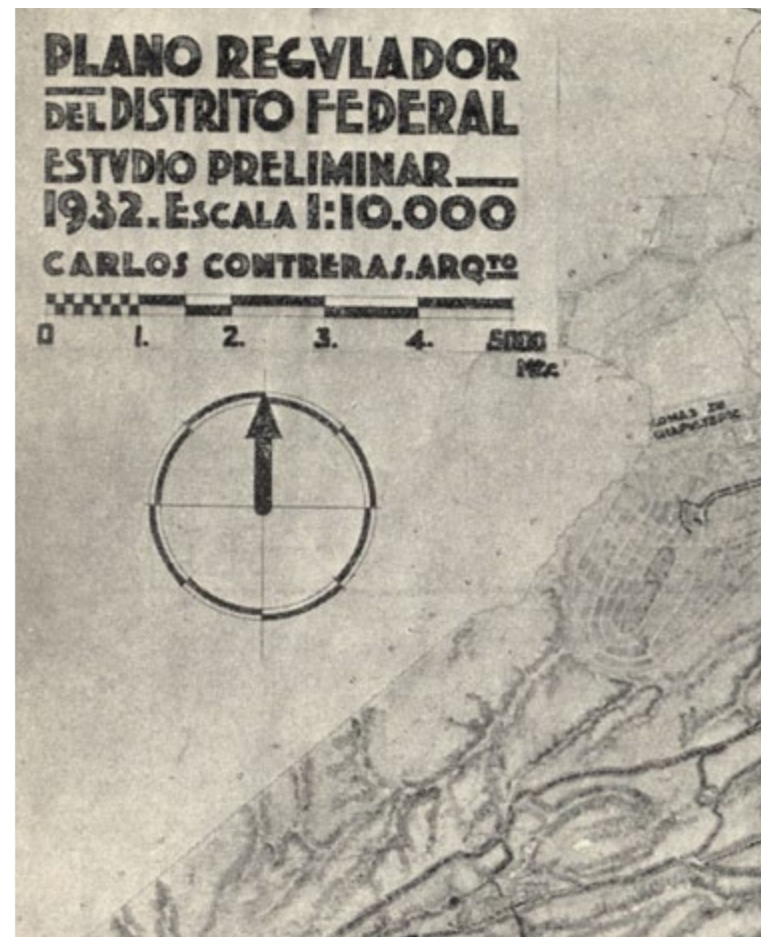 PLANO REGVLADOR
DEL DISTRITO FEDERAL
ESTVDIO PRELIMINAR
1932. ESCALA 1:10.000
CARLOS CONTRERAS. ARQTO
0 1. 2. 3. 4. 5000
Mts.
LOMAS DE
CHAPVLTEPEC